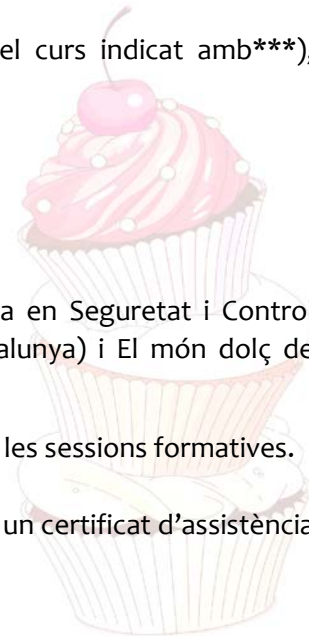 el curs indicat amb***),
a en Seguretat i Contro
alunya) i El món dolç de
les sessions formatives.
un certificat d’assistència